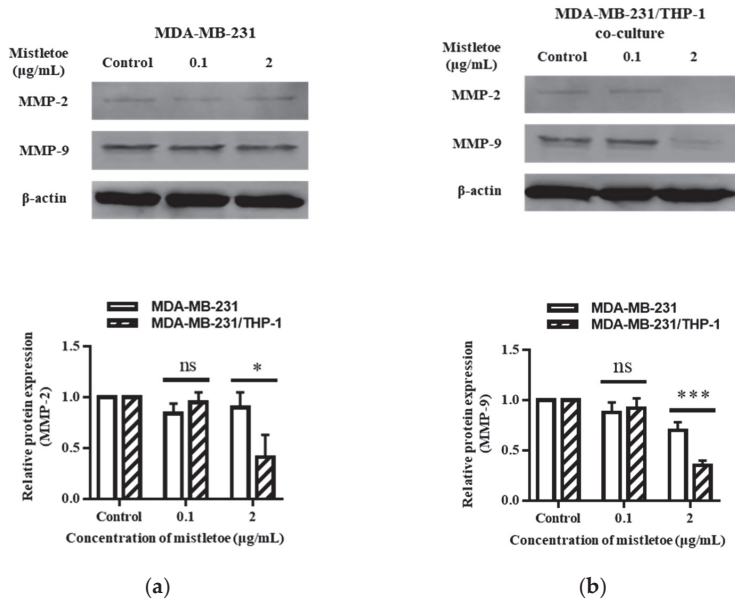 MDA-MB-231
Mistletoe
(µg/mL)
Control 0.1 2
MMP-2
MMP-9
β-actin
MDA-MB-231/THP-1
co-culture
Mistletoe
(µg/mL)
Control 0.1 2
MMP-2
MMP-9
β-actin
MDA-MB-231
MDA-MB-231/THP-1
Relative protein expression
(MMP-2)
1.5
1.0
0.5
0.0
ns
*
Control 0.1 2
Concentration of mistletoe (µg/mL)
(a)
MDA-MB-231
MDA-MB-231/THP-1
Relative protein expression
(MMP-9)
1.5
1.0
0.5
0.0
ns
***
Control 0.1 2
Concentration of mistletoe (µg/mL)
(b)